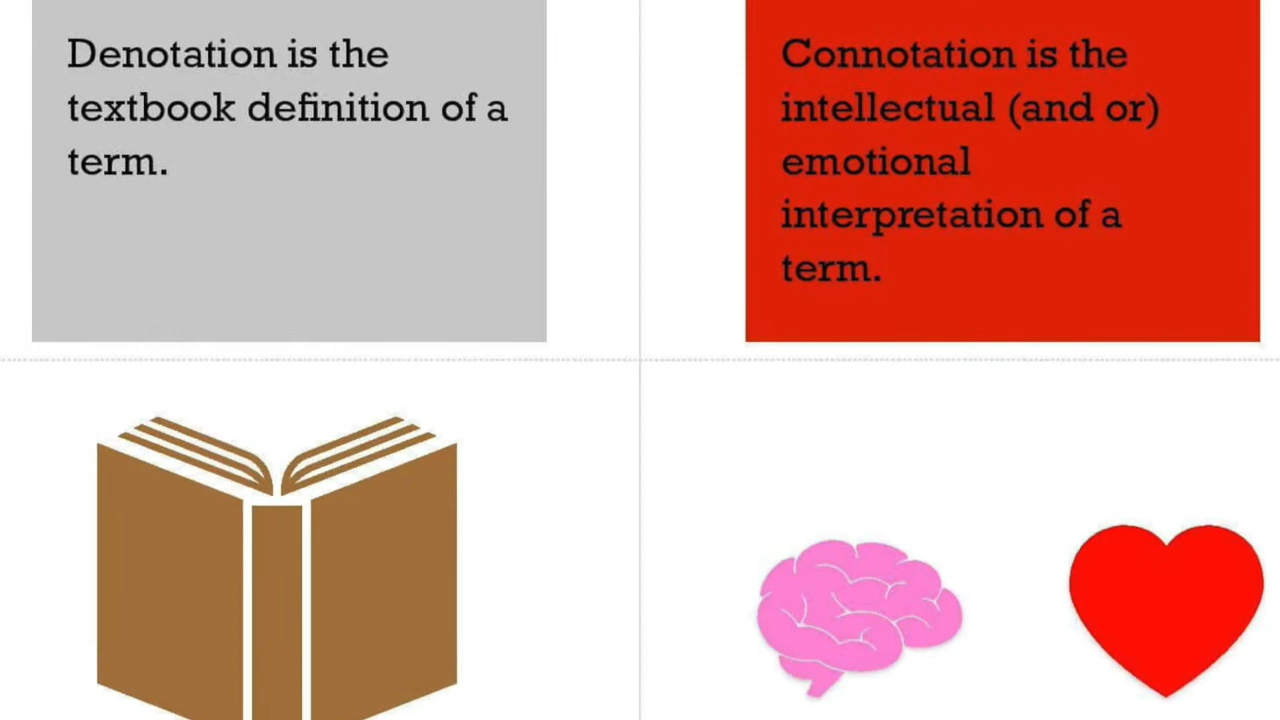 Denotation is the
textbook definition of a
term.
Connotation is the
intellectual (and or)
emotional
interpretation of a
term.